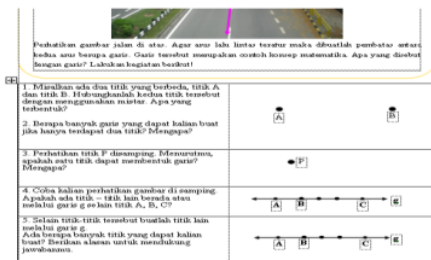 Perhatikan gambar jalan di atas. Agar arus lalu lintas teratur maka dibuatlah pembatas antara
kedua arus berupa garis. Garis tersebut merupakan contoh konsep matematika. Apa yang disebut
dengan garis? Lakukan kegiatan berikut!
1. Misalkan ada dua titik yang berbeda, titik A
dan titik B. Hubungkanlah kedua titik tersebut
dengan menggunakan mistar. Apa yang
terbentuk?
A B
2. Berapa banyak garis yang dapat kalian buat
jika hanya terdapat dua titik? Mengapa?
3. Perhatikan titik P disamping. Menurutmu,
apakah satu titik dapat membentuk garis?
Mengapa?
P
4. Coba kalian perhatikan gambar di samping.
Apakah ada titik – titik lain berada atau
melalui garis g selain titik A, B, C?
A B C g
5. Selain titik-titik tersebut buatlah titik lain
melalui garis g.
Ada berapa banyak titik yang dapat kalian
buat? Berikan alasan untuk mendukung
jawabanmu.
A B C g